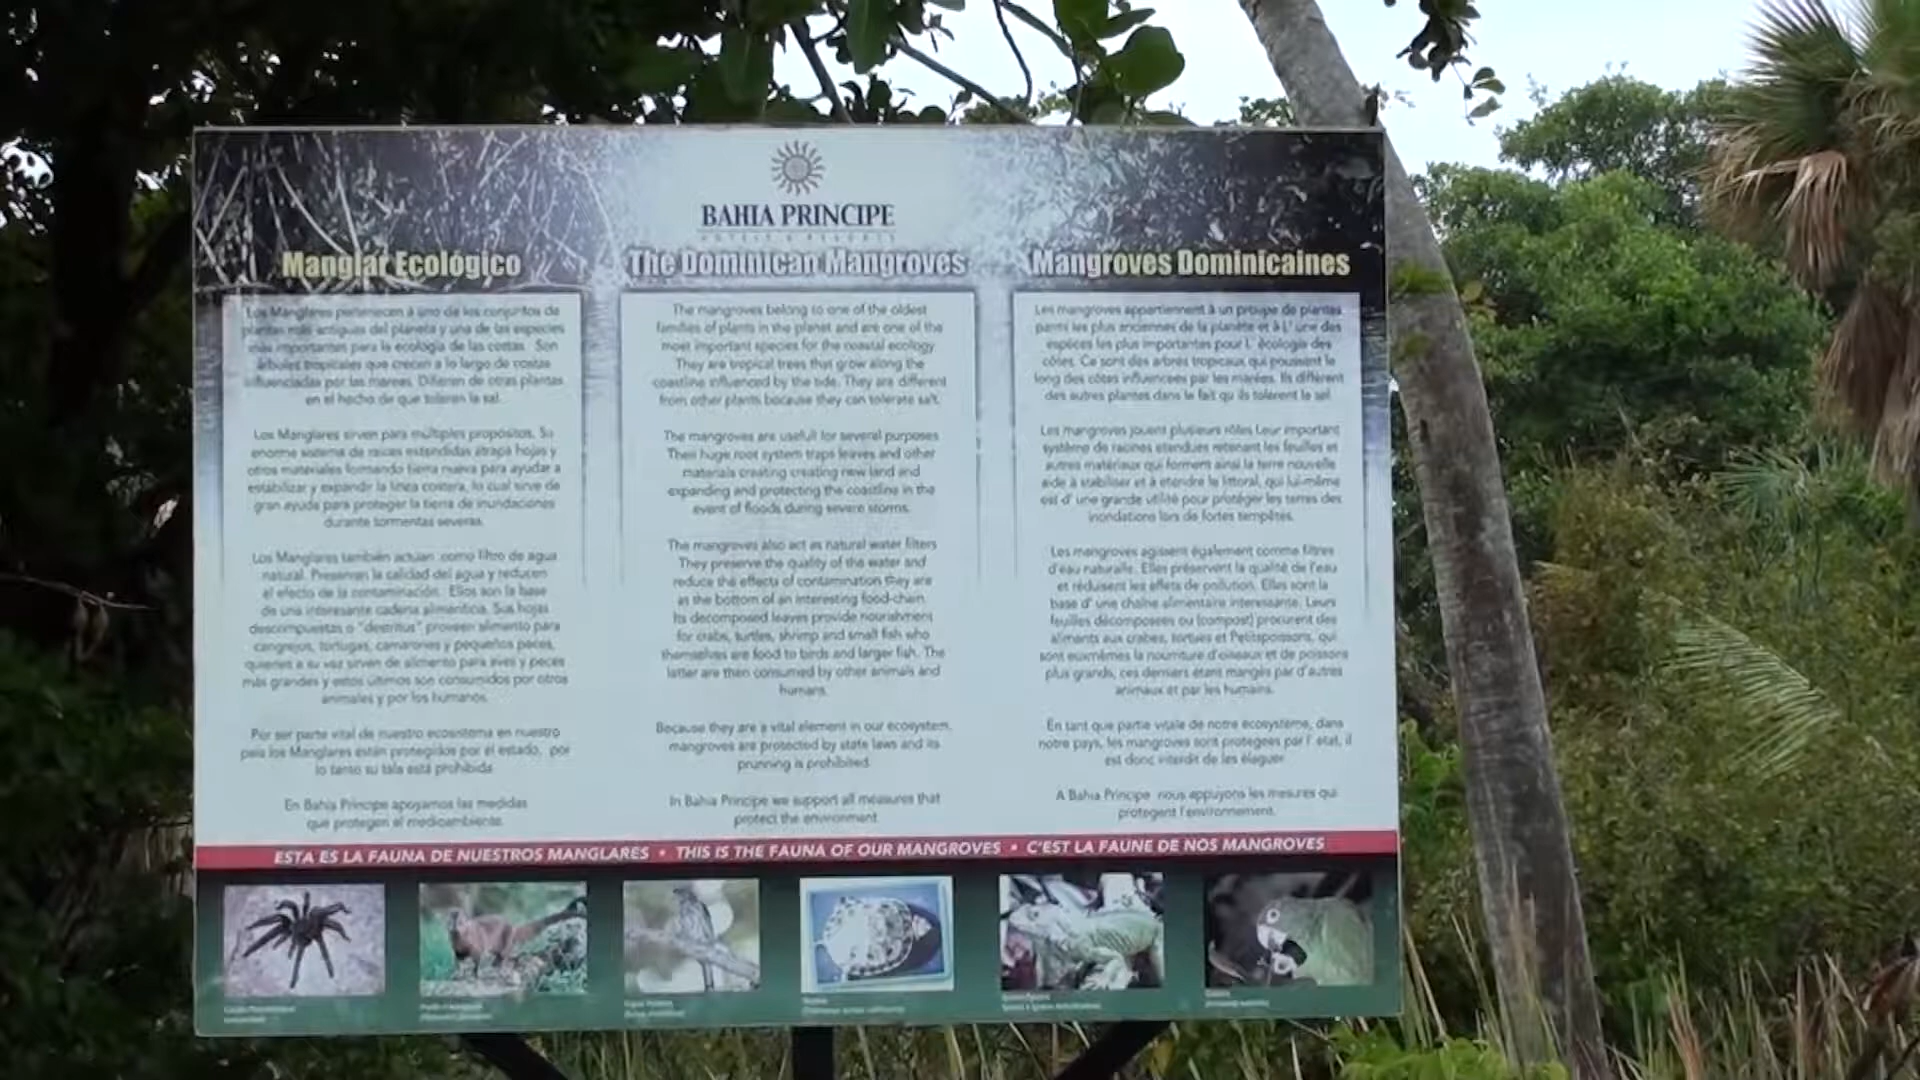 BAHIA PRINCIPE
HOTELS & RESORTS
Manglar Ecológico
Los Manglares pertenecen a uno de los conjuntos de
plantas más antiguas del planeta y una de las especies
más importantes para la ecología de las costas. Son
árboles tropicales que crecen a lo largo de costas
influenciadas por las mareas. Difieren de otras plantas
en el hecho de que toleran la sal.
Los Manglares sirven para múltiples propósitos. Su
enorme sistema de raíces extendidas atrapa hojas y
otros materiales formando tierra nueva para ayudar a
estabilizar y expandir la línea costera, lo cual sirve de
gran ayuda para proteger la tierra de inundaciones
durante tormentas severas.
Los Manglares también actúan como filtro de agua
natural. Preservan la calidad del agua y reducen
el efecto de la contaminación. Ellos son la base
de una interesante cadena alimenticia. Sus hojas
descompuestas o "destritus" proveen alimento para
cangrejos, tortugas, camarones y pequeños peces,
quienes a su vez sirven de alimento para aves y peces
más grandes y estos últimos son consumidos por otros
animales y por los humanos.
Por ser parte vital de nuestro ecosistema en nuestro
país los Manglares están protegidos por el estado, por
lo tanto su tala está prohibida
En Bahia Principe apoyamos las medidas
que protegen el medioambiente.
The Dominican Mangroves
The mangroves belong to one of the oldest
families of plants in the planet and are one of the
most important species for the coastal ecology
They are tropical trees that grow along the
coastline influenced by the tide. They are different
from other plants because they can tolerate salt.
The mangroves are usefull for several purposes
Their huge root system traps leaves and other
materials creating creating new land and
expanding and protecting the coastline in the
event of floods during severe storms.
The mangroves also act as natural water filters
They preserve the quality of the water and
reduce the effects of contamination they are
as the bottom of an interesting food-chain.
Its decomposed leaves provide nourishment
for crabs, turtles, shrimp and small fish who
themselves are food to birds and larger fish. The
latter are then consumed by other animals and
humans.
Because they are a vital element in our ecosystem,
mangroves are protected by state laws and its
prunning is prohibited.
In Bahia Principe we support all measures that
protect the environment
Mangroves Dominicaines
Les mangroves appartiennent à un groupe de plantes
parmi les plus anciennes de la planète et à L' une des
espèces les plus importantes pour L' écologie des
côtes. Ce sont des arbres tropicaux qui poussent le
long des côtes influencées par les marées. Ils diffèrent
des autres plantes dans le fait qu ils tolèrent le sel
Les mangroves jouent plusieurs rôles Leur important
système de racines étendues retenant les feuilles et
autres matériaux qui forment ainsi la terre nouvelle
aide à stabiliser et à étendre le littoral, qui lui-même
est d' une grande utilité pour protéger les terres des
inondations lors de fortes tempêtes.
Les mangroves agissent également comme filtres
d'eau naturelle. Elles préservent la qualité de l'eau
et réduisent les effets de pollution. Elles sont la
base d' une chaîne alimentaire interessante. Leurs
feuilles décomposées ou (compost) procurent des
aliments aux crabes, tortues et Petitspoissons, qui
sont euxmêmes la nourriture d'oiseaux et de poissons
plus grands, ces derniers étant mangés par d'autres
animaux et par les humains.
En tant que partie vitale de notre écosystème, dans
notre pays, les mangroves sont protegées par l' état, il
est donc interdit de les élaguer
A Bahia Principe nous appuyons les mesures qui
protegent l'environnement.
ESTA ES LA FAUNA DE NUESTROS MANGLARES • THIS IS THE FAUNA OF OUR MANGROVES • C'EST LA FAUNE DE NOS MANGROVES